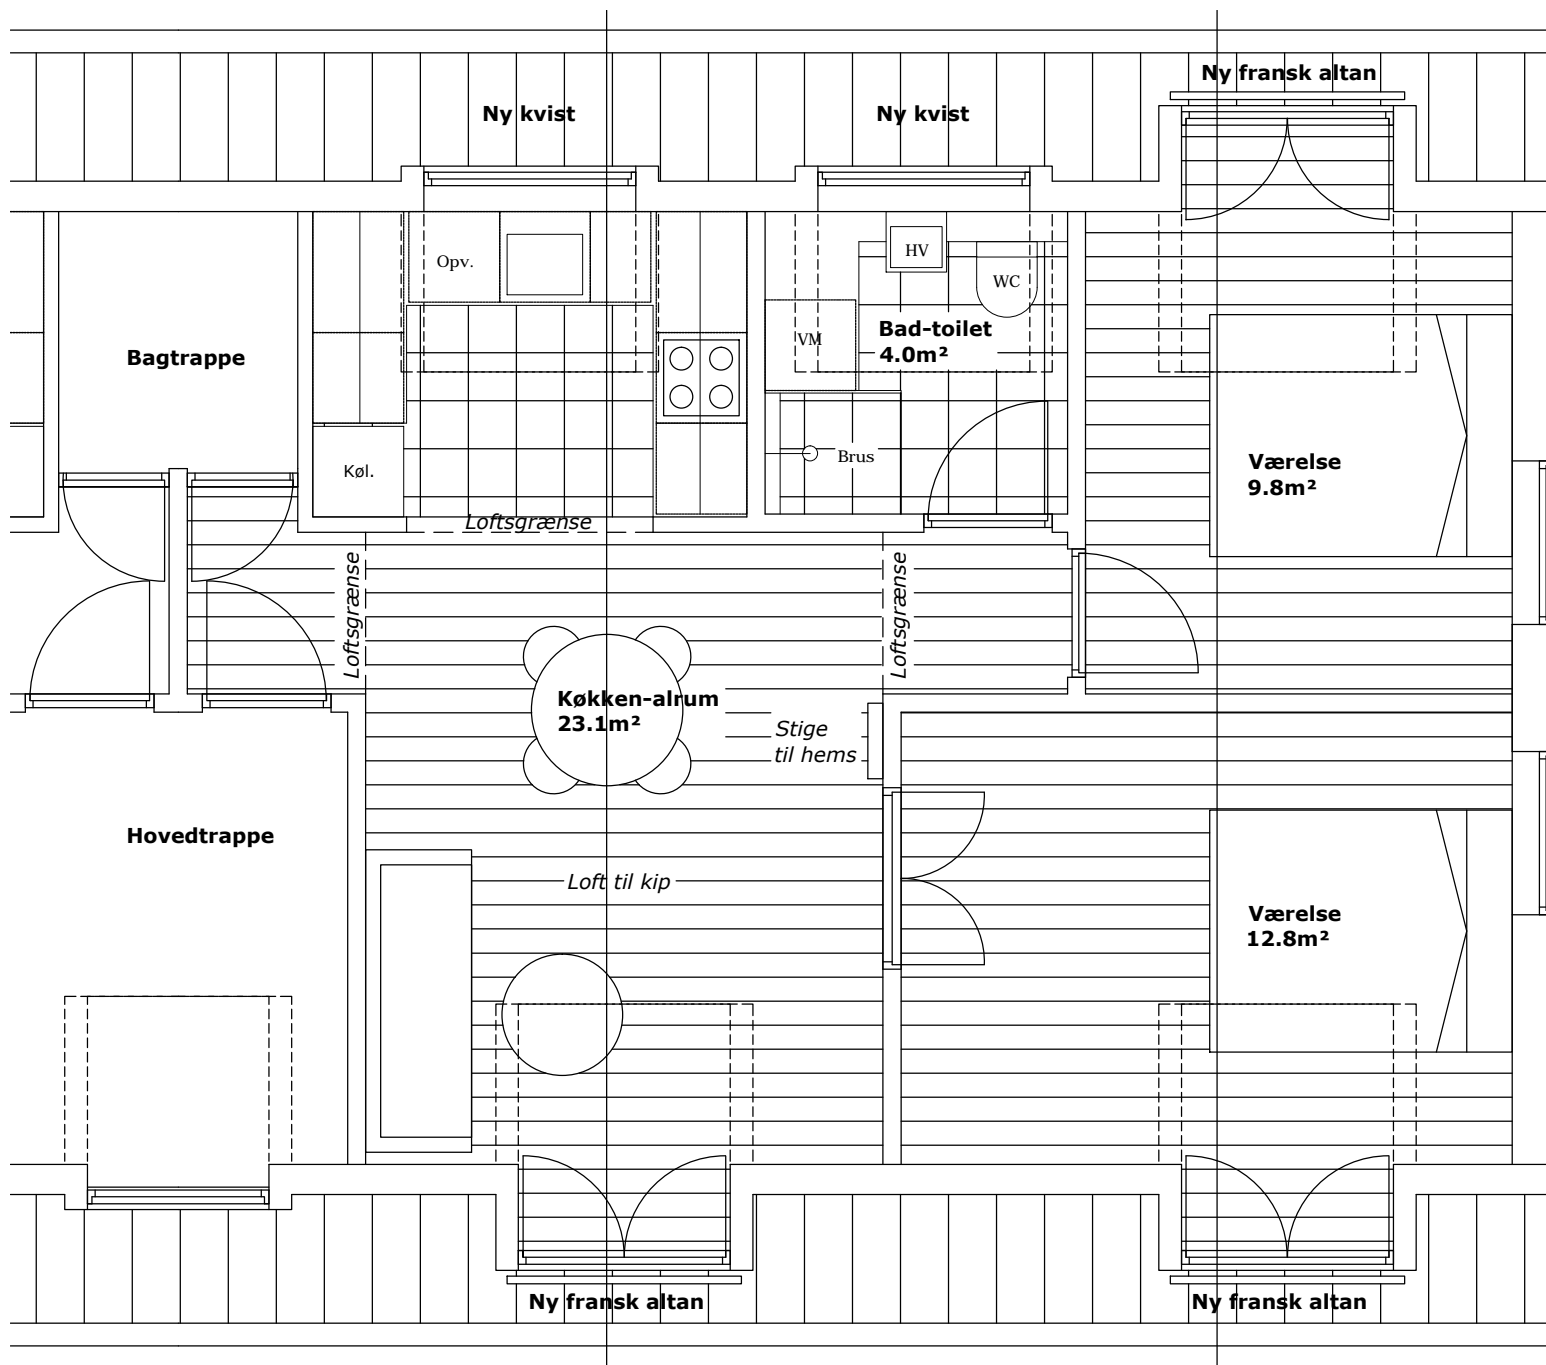 Ny fransk altan
Ny kvist
Ny kvist
Opv.
HV
WC
VM
Bad-toilet
4.0m²
Bagtrappe
Køl.
Brus
Værelse
9.8m²
Loftsgrænse
Loftsgrænse
Loftsgrænse
Køkken-alrum
23.1m²
Stige
til hems
Hovedtrappe
Loft til kip
Værelse
12.8m²
Ny fransk altan
Ny fransk altan